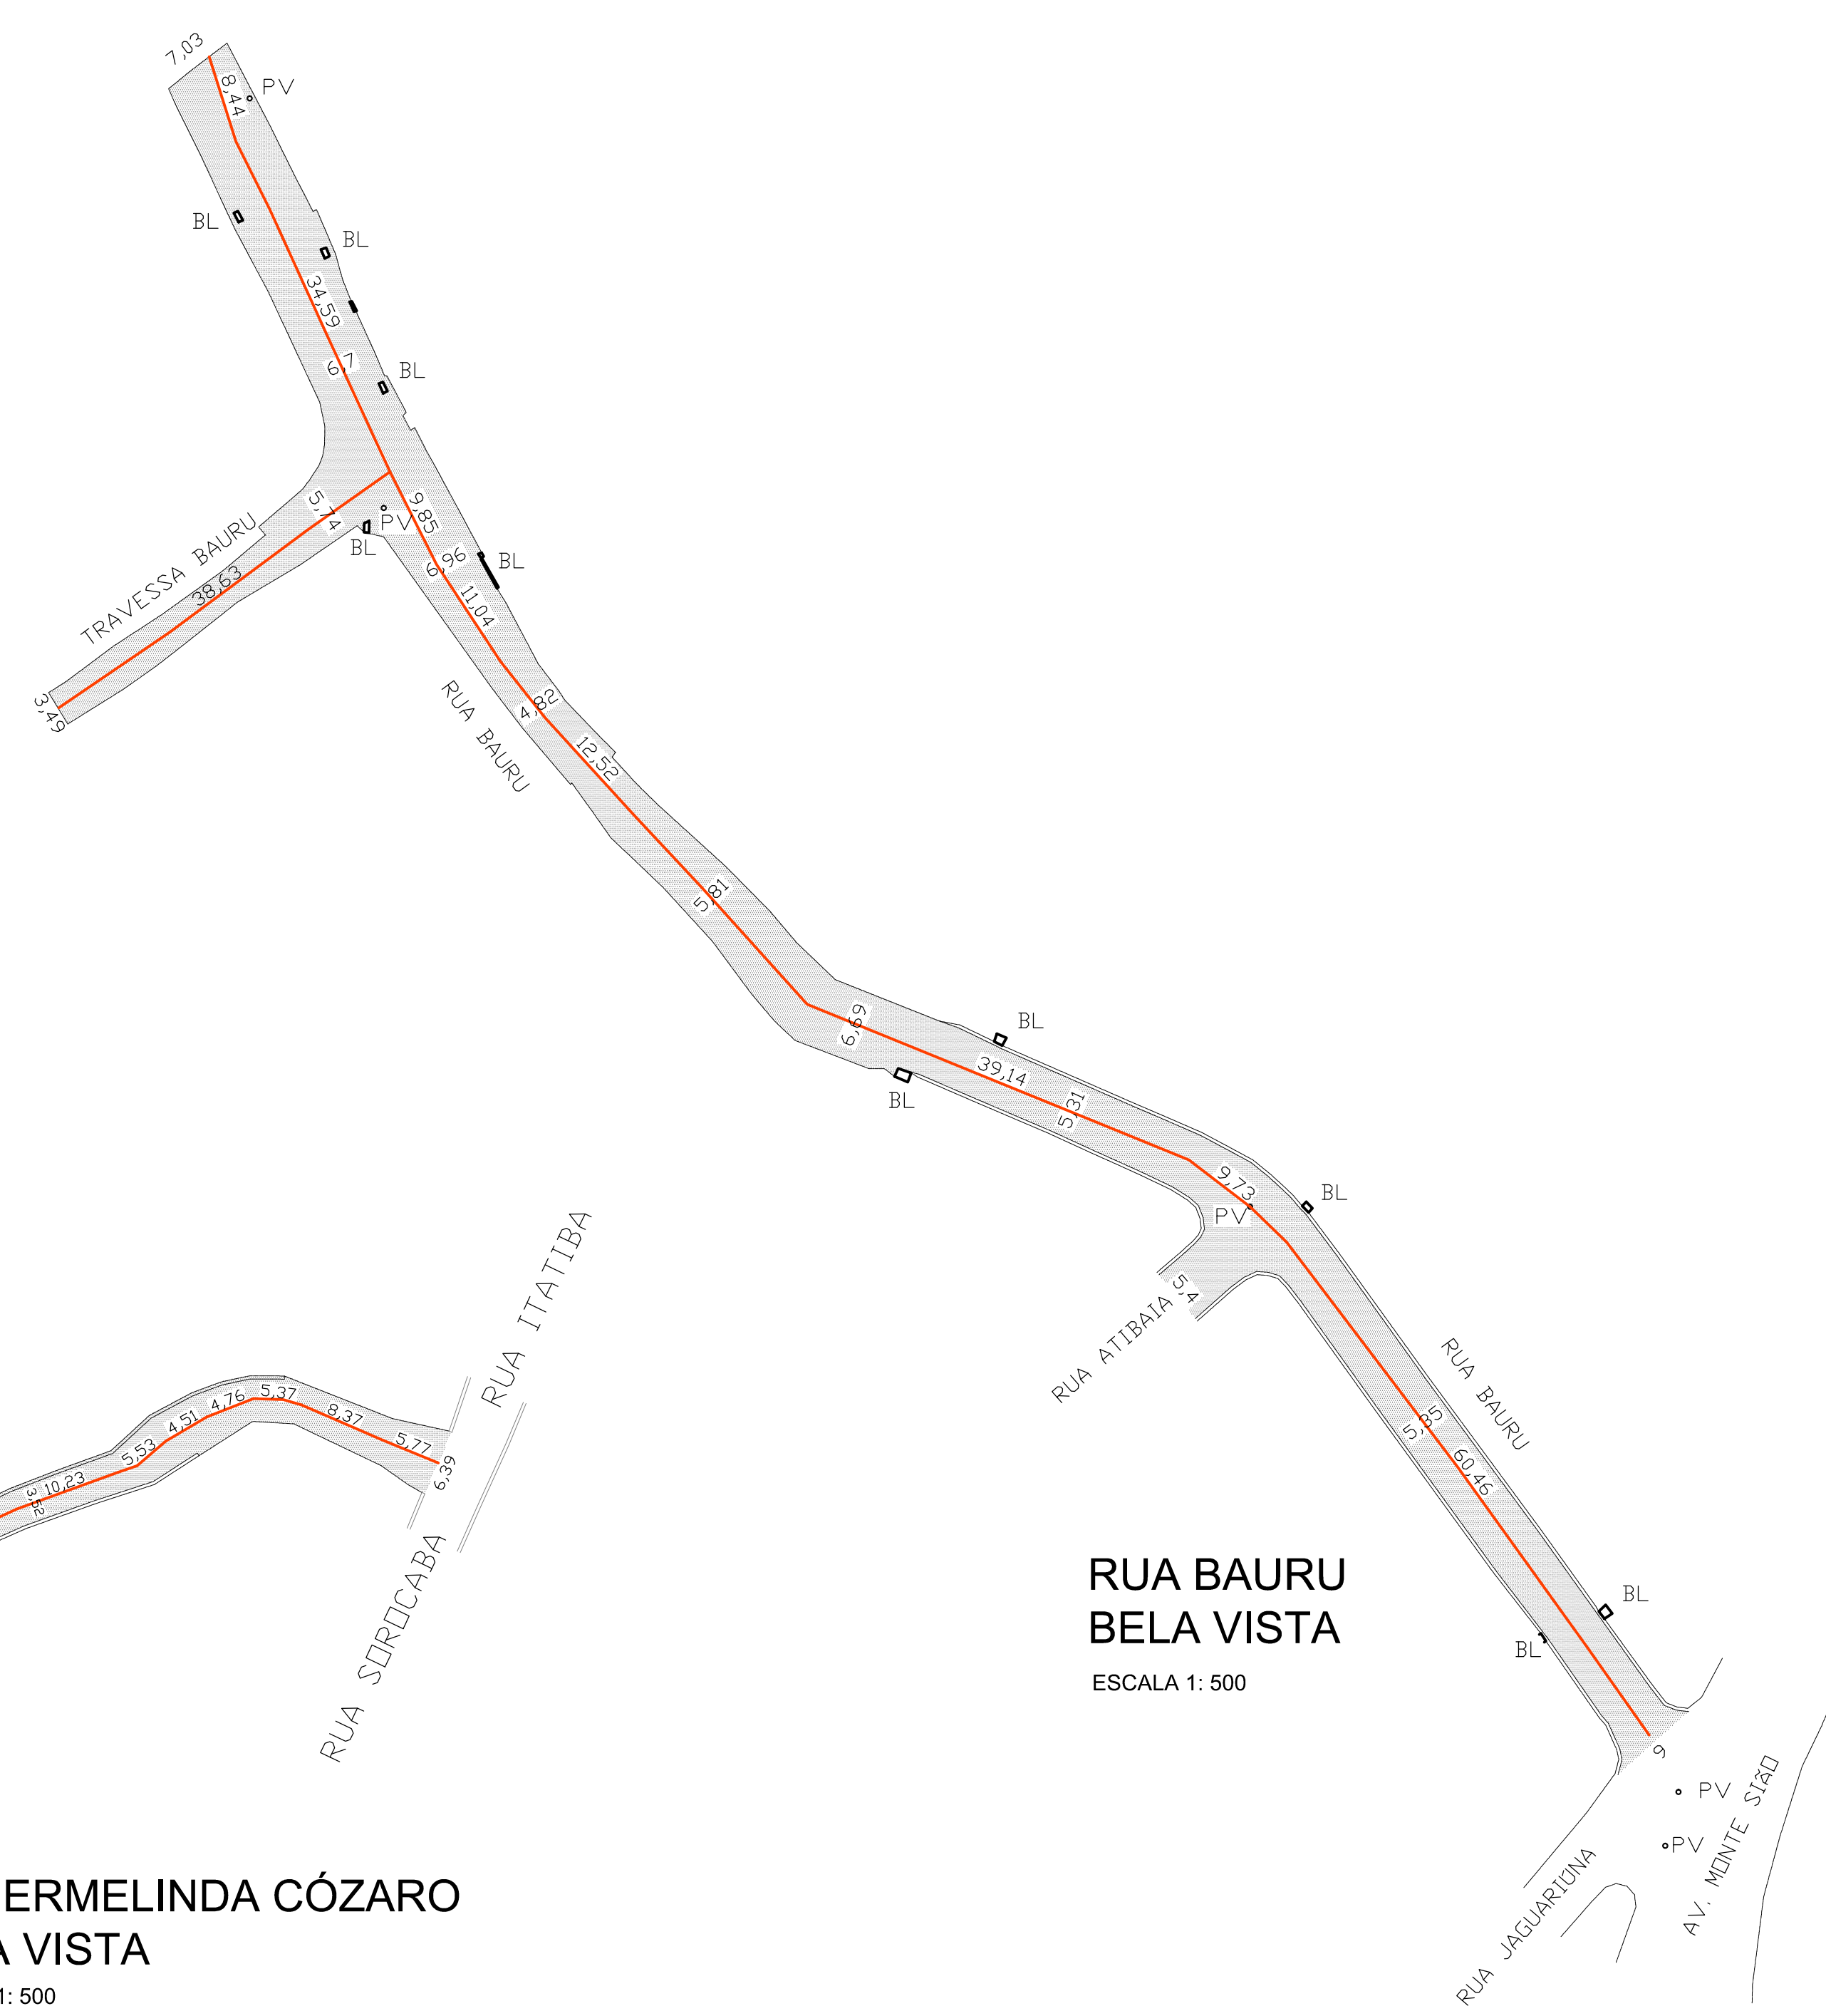 7,03
8,44
PV
BL
BL
34,59
6,7
BL
5,74
9,85
PV
BL
TRAVESSA BAURU
38,63
6,96
BL
11,04
3,49
RUA BAURU
4,82
12,52
5,81
6,69
BL
39,14
BL
5,31
9,73
BL
PV
5,4
RUA ATIBAIA
RUA ITATIBA
RUA BAURU
5,37
4,76
4,51
8,37
5,77
5,53
10,23
3,52
6,39
5,35
60,46
RUA SOROCABA
RUA BAURU
BELA VISTA
ESCALA 1: 500
BL
BL
9
PV
PV
AV. MONTE SIÃO
RUA JAGUARIÚNA
ERMELINDA CÓZARO
A VISTA
1: 500